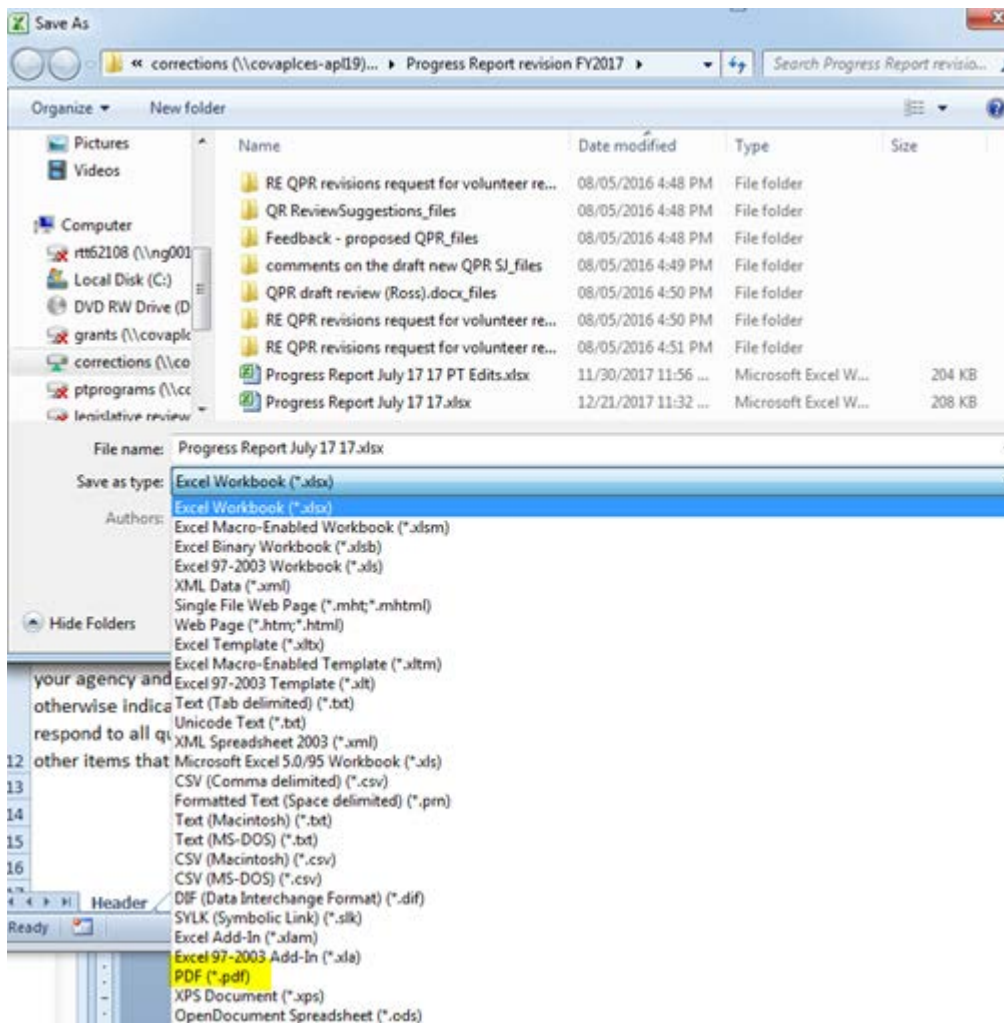 Save As
« corrections (\\covaplces-apl19)... ▸ Progress Report revision FY2017 ▸
Search Progress Report revisio...
Organize ▾ New folder
Pictures
Videos
Computer
rtt62108 (\\ng001
Local Disk (C:)
DVD RW Drive (D
grants (\\covaplc
corrections (\\co
ptprograms (\\cc
legislative review
Name Date modified Type Size
RE QPR revisions request for volunteer re... 08/05/2016 4:48 PM File folder
QR ReviewSuggestions_files 08/05/2016 4:48 PM File folder
Feedback - proposed QPR_files 08/05/2016 4:48 PM File folder
comments on the draft new QPR SJ_files 08/05/2016 4:49 PM File folder
QPR draft review (Ross).docx_files 08/05/2016 4:50 PM File folder
RE QPR revisions request for volunteer re... 08/05/2016 4:50 PM File folder
RE QPR revisions request for volunteer re... 08/05/2016 4:51 PM File folder
Progress Report July 17 17 PT Edits.xlsx 11/30/2017 11:56 ... Microsoft Excel W... 204 KB
Progress Report July 17 17.xlsx 12/21/2017 11:32 ... Microsoft Excel W... 208 KB
File name: Progress Report July 17 17.xlsx
Save as type: Excel Workbook (*.xlsx)
Authors:
Excel Workbook (*.xlsx)
Excel Macro-Enabled Workbook (*.xlsm)
Excel Binary Workbook (*.xlsb)
Excel 97-2003 Workbook (*.xls)
XML Data (*.xml)
Single File Web Page (*.mht;*.mhtml)
Web Page (*.htm;*.html)
Excel Template (*.xltx)
Excel Macro-Enabled Template (*.xltm)
Excel 97-2003 Template (*.xlt)
Text (Tab delimited) (*.txt)
Unicode Text (*.txt)
XML Spreadsheet 2003 (*.xml)
Microsoft Excel 5.0/95 Workbook (*.xls)
CSV (Comma delimited) (*.csv)
Formatted Text (Space delimited) (*.prn)
Text (Macintosh) (*.txt)
Text (MS-DOS) (*.txt)
CSV (Macintosh) (*.csv)
CSV (MS-DOS) (*.csv)
DIF (Data Interchange Format) (*.dif)
SYLK (Symbolic Link) (*.slk)
Excel Add-In (*.xlam)
Excel 97-2003 Add-In (*.xla)
PDF (*.pdf)
XPS Document (*.xps)
OpenDocument Spreadsheet (*.ods)
Hide Folders
your agency and
otherwise indica
respond to all qu
12 other items that
13
14
15
16
Header
Ready